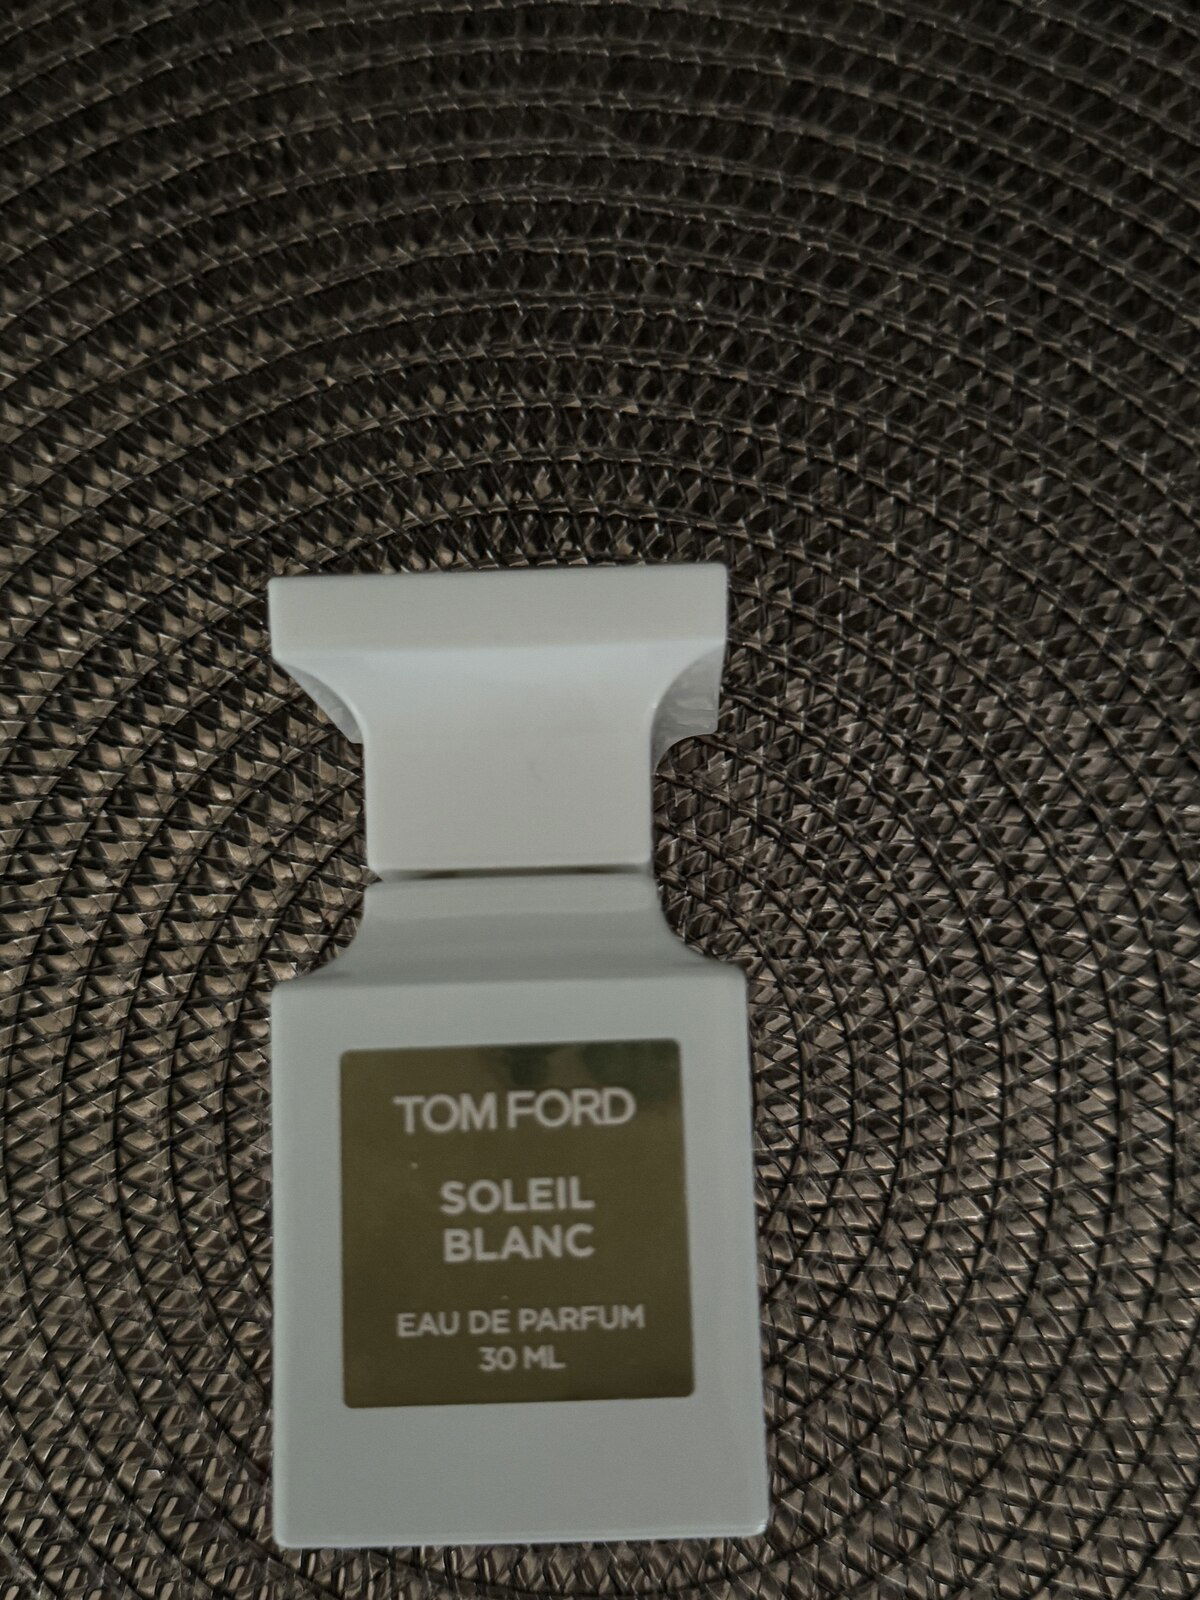 TOM FORD
SOLEIL
BLANC
EAU DE PARFUM
30 ML